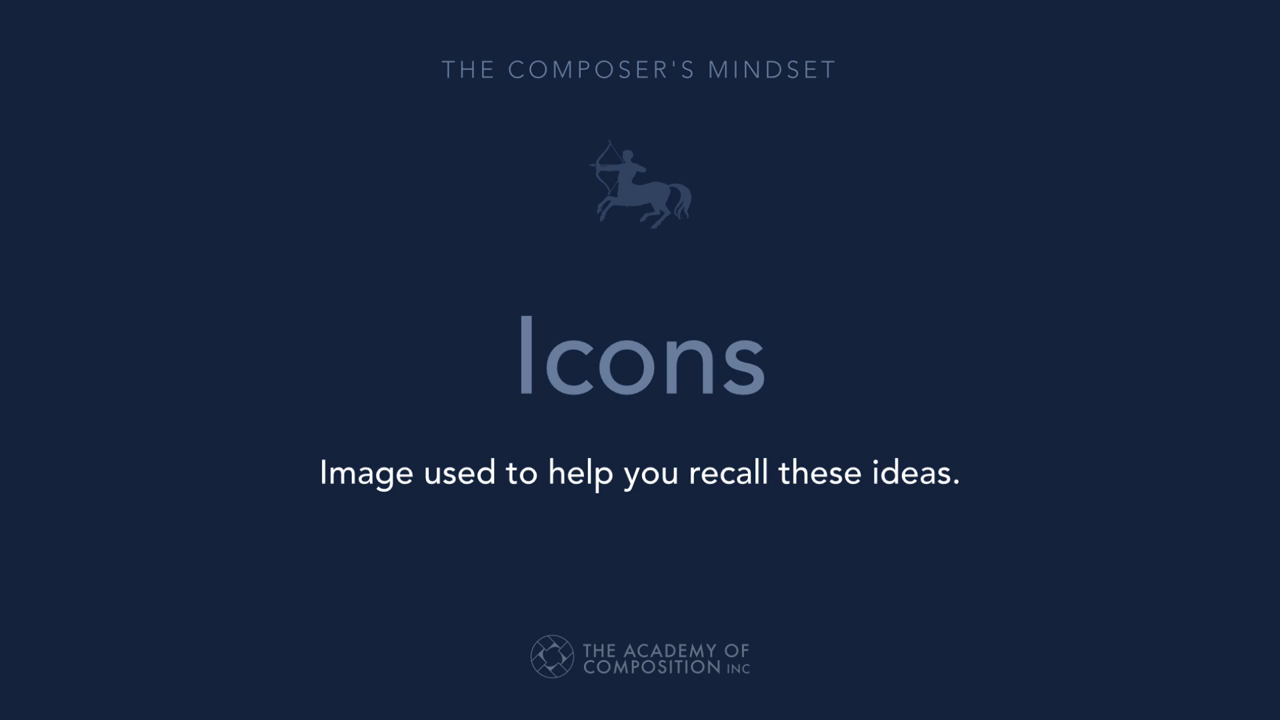 THE COMPOSER'S MINDSET
Icons
Image used to help you recall these ideas.
THE ACADEMY OF
COMPOSITION INC